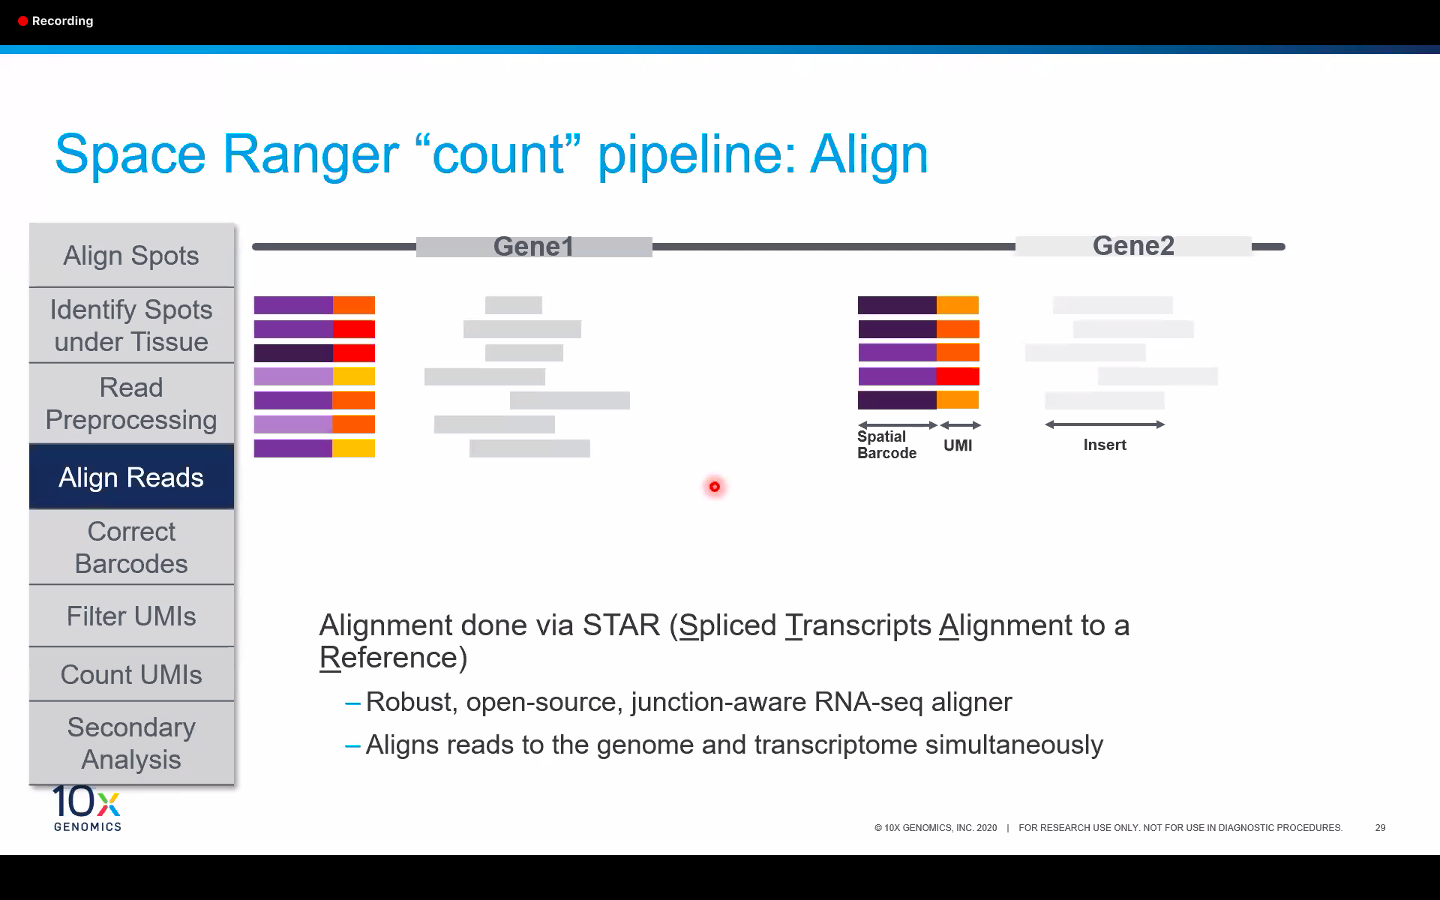 Recording
Space Ranger “count” pipeline: Align
Align Spots
Identify Spots
under Tissue
Read
Preprocessing
Align Reads
Correct
Barcodes
Filter UMIs
Count UMIs
Secondary
Analysis
Gene1
Gene2
Spatial
Barcode
UMI
Insert
Alignment done via STAR (Spliced Transcripts Alignment to a
Reference)
– Robust, open-source, junction-aware RNA-seq aligner
– Aligns reads to the genome and transcriptome simultaneously
10x
GENOMICS
© 10X GENOMICS, INC. 2020 | FOR RESEARCH USE ONLY. NOT FOR USE IN DIAGNOSTIC PROCEDURES. 29